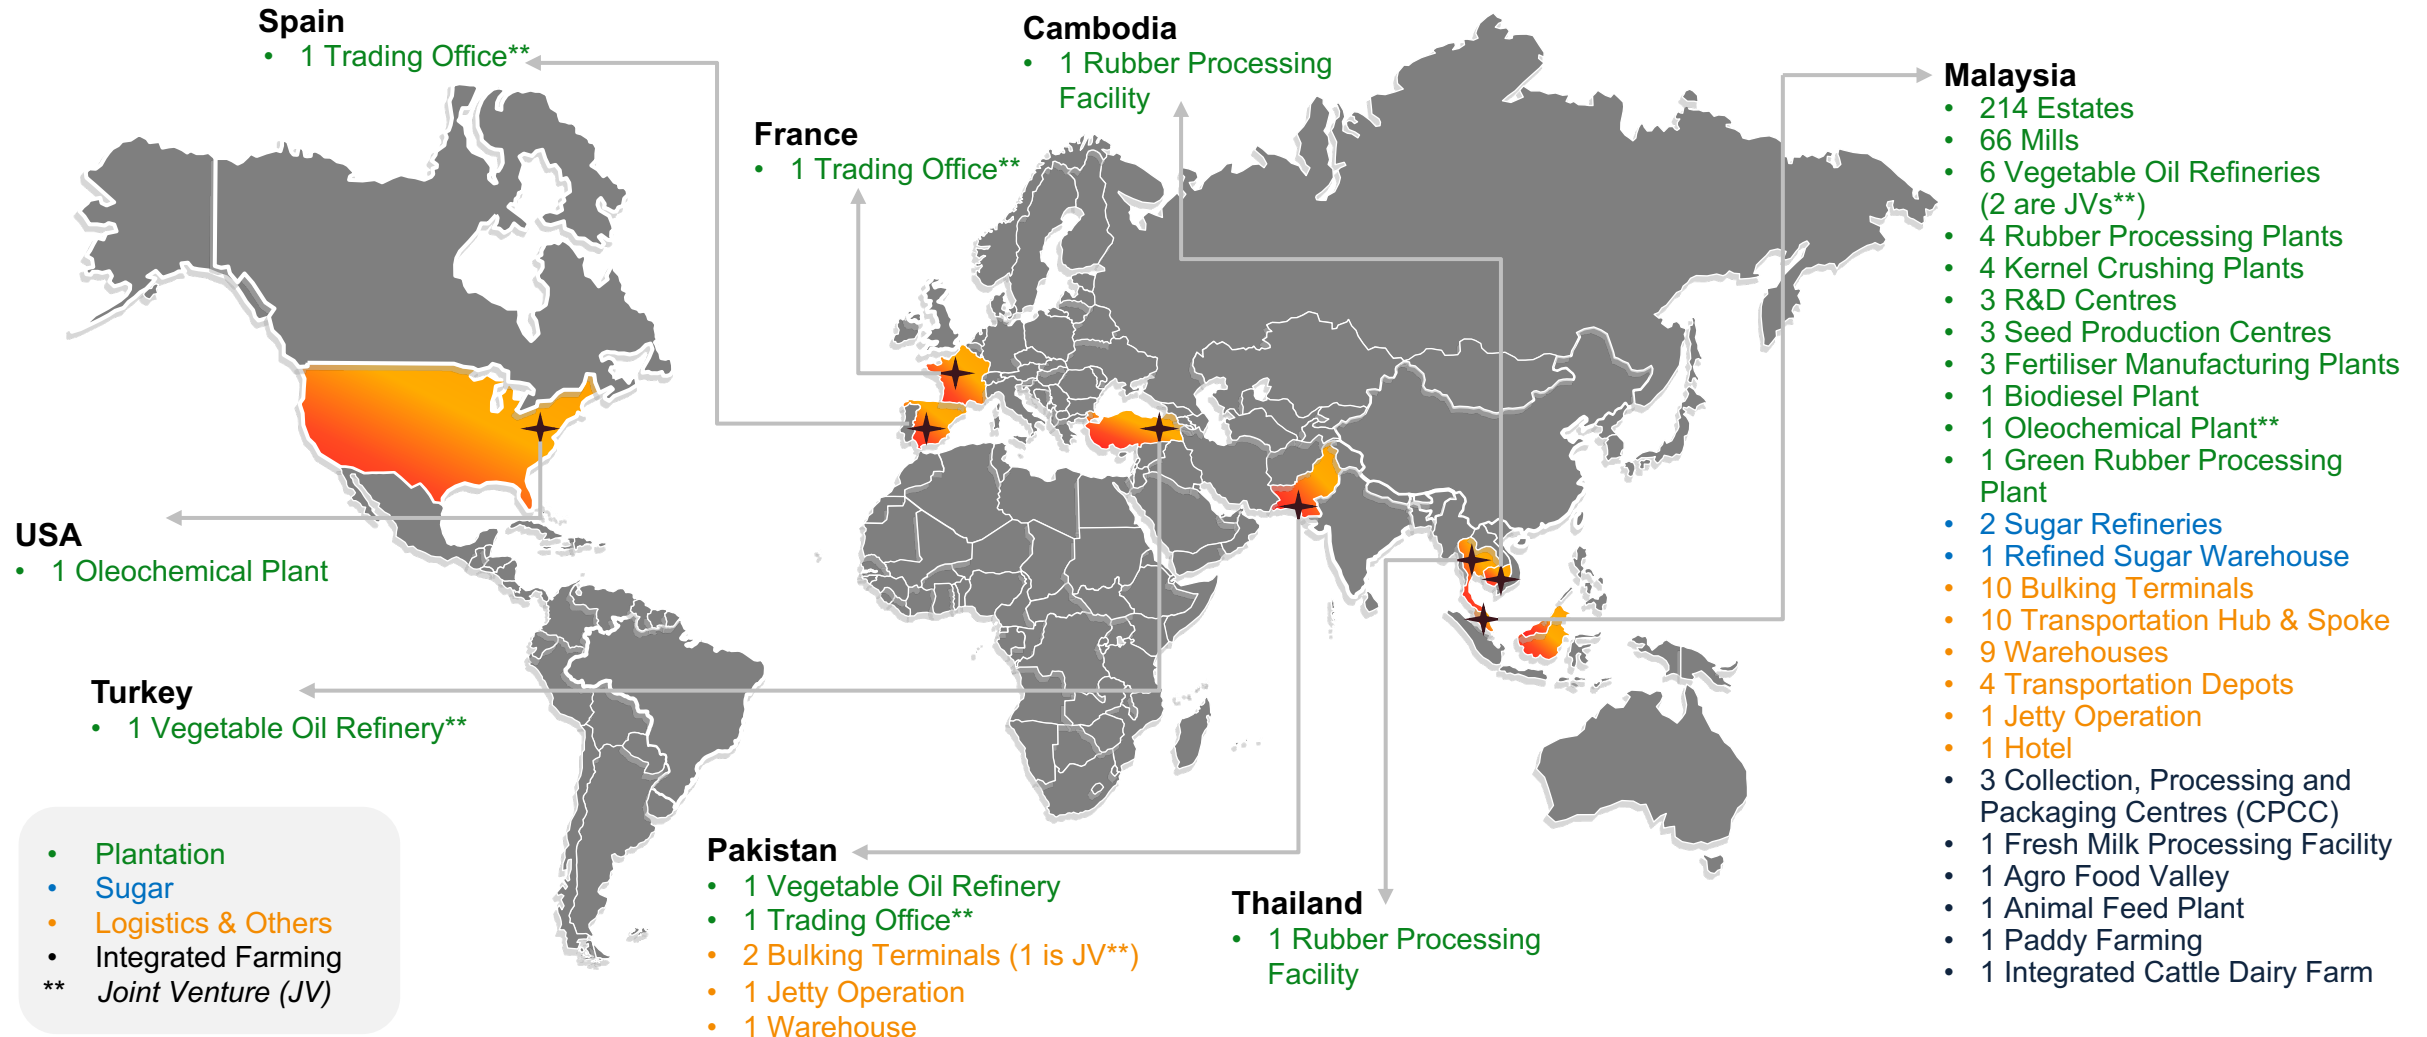 Spain
• 1 Trading Office**
Cambodia
• 1 Rubber Processing
Facility
France
• 1 Trading Office**
Malaysia
• 214 Estates
• 66 Mills
• 6 Vegetable Oil Refineries
(2 are JVs**)
• 4 Rubber Processing Plants
• 4 Kernel Crushing Plants
• 3 R&D Centres
• 3 Seed Production Centres
• 3 Fertiliser Manufacturing Plants
• 1 Biodiesel Plant
• 1 Oleochemical Plant**
• 1 Green Rubber Processing
Plant
• 2 Sugar Refineries
• 1 Refined Sugar Warehouse
• 10 Bulking Terminals
• 10 Transportation Hub & Spoke
• 9 Warehouses
• 4 Transportation Depots
• 1 Jetty Operation
• 1 Hotel
• 3 Collection, Processing and
Packaging Centres (CPCC)
• 1 Fresh Milk Processing Facility
• 1 Agro Food Valley
• 1 Animal Feed Plant
• 1 Paddy Farming
• 1 Integrated Cattle Dairy Farm
USA
• 1 Oleochemical Plant
Turkey
• 1 Vegetable Oil Refinery**
Pakistan
• 1 Vegetable Oil Refinery
• 1 Trading Office**
• 2 Bulking Terminals (1 is JV**)
• 1 Jetty Operation
• 1 Warehouse
Thailand
• 1 Rubber Processing
Facility
• Plantation
• Sugar
• Logistics & Others
• Integrated Farming
** Joint Venture (JV)